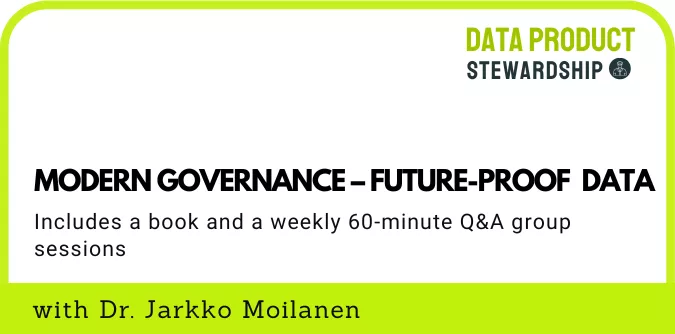 DATA PRODUCT
STEWARDSHIP
MODERN GOVERNANCE – FUTURE-PROOF DATA
Includes a book and a weekly 60-minute Q&A group
sessions
with Dr. Jarkko Moilanen